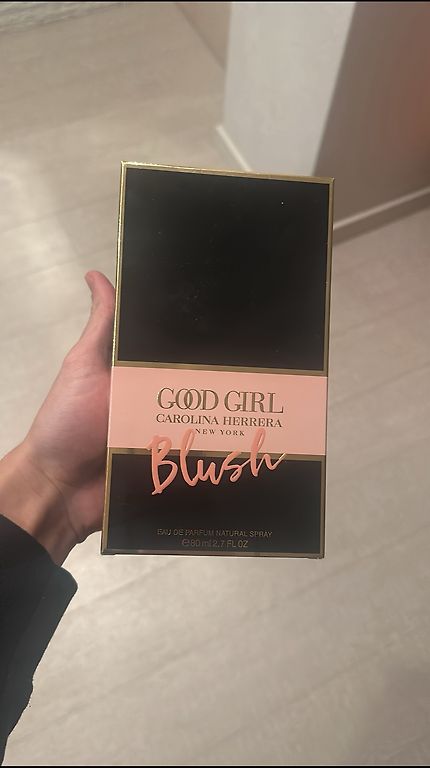 GOOD GIRL
CAROLINA HERRERA
NEW YORK
Blush
EAU DE PARFUM NATURAL SPRAY
℮80 ml 2.7 FL OZ